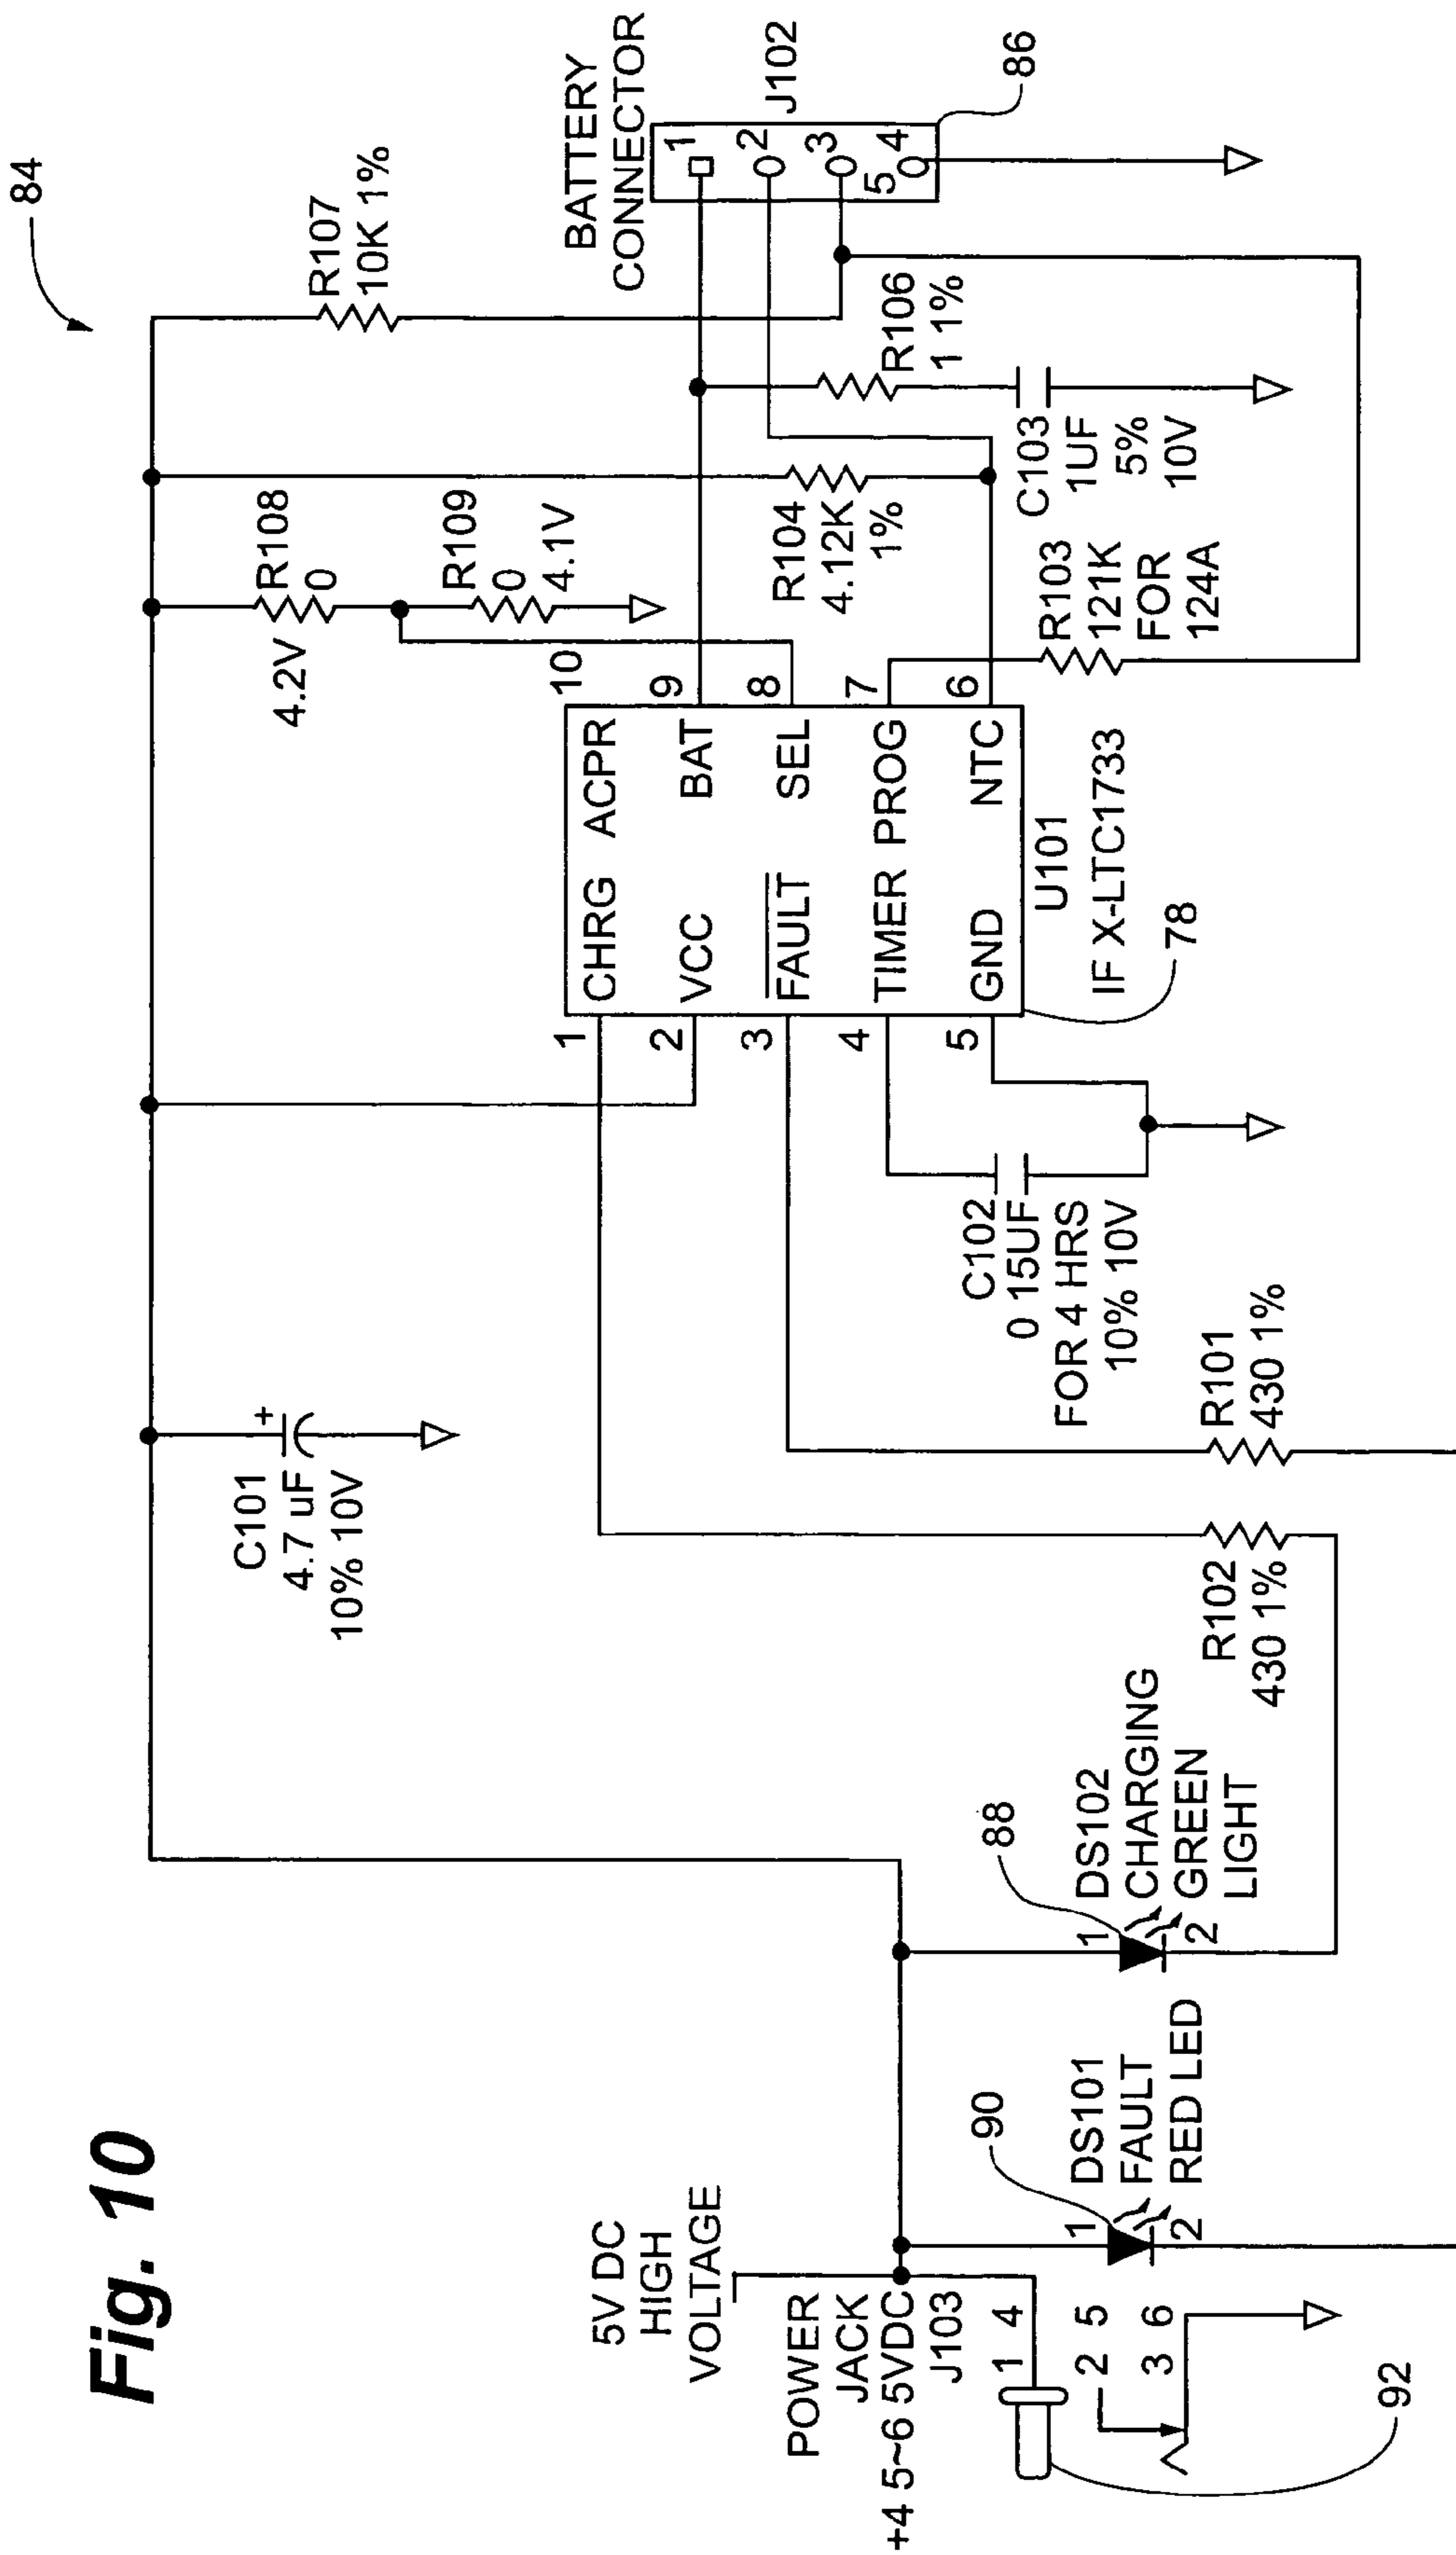 Fig. 10
84
5V DC
HIGH
VOLTAGE
POWER
JACK
+4 5~6 5VDC
J103
1 4
2 5
3 6
92
90
1
2
DS101
FAULT
RED LED
88
1
2
DS102
CHARGING
GREEN
LIGHT
C101
+
4.7 uF
10% 10V
R102
430 1%
R101
430 1%
C102
0 15UF
FOR 4 HRS
10% 10V
1
2
3
4
5
CHRG ACPR
VCC BAT
FAULT SEL
TIMER PROG
GND NTC
10
9
8
7
6
U101
IF X-LTC1733
78
4.2V
R108
0
R109
0
4.1V
R104
4.12K
1%
R103
121K
FOR
124A
C103
1UF
5%
10V
R106
1 1%
R107
10K 1%
BATTERY
CONNECTOR
1
2
3
5 4
J102
86